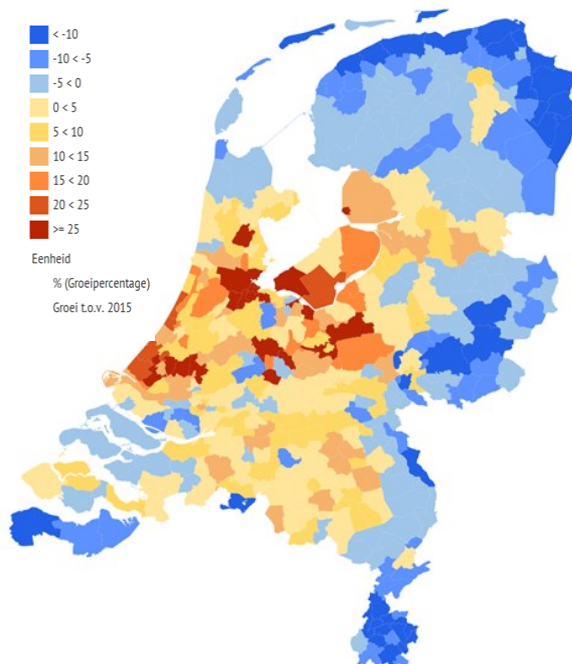 < -10
-10 < -5
-5 < 0
0 < 5
5 < 10
10 < 15
15 < 20
20 < 25
>= 25
Eenheid
% (Groeipercentage)
Groei t.o.v. 2015